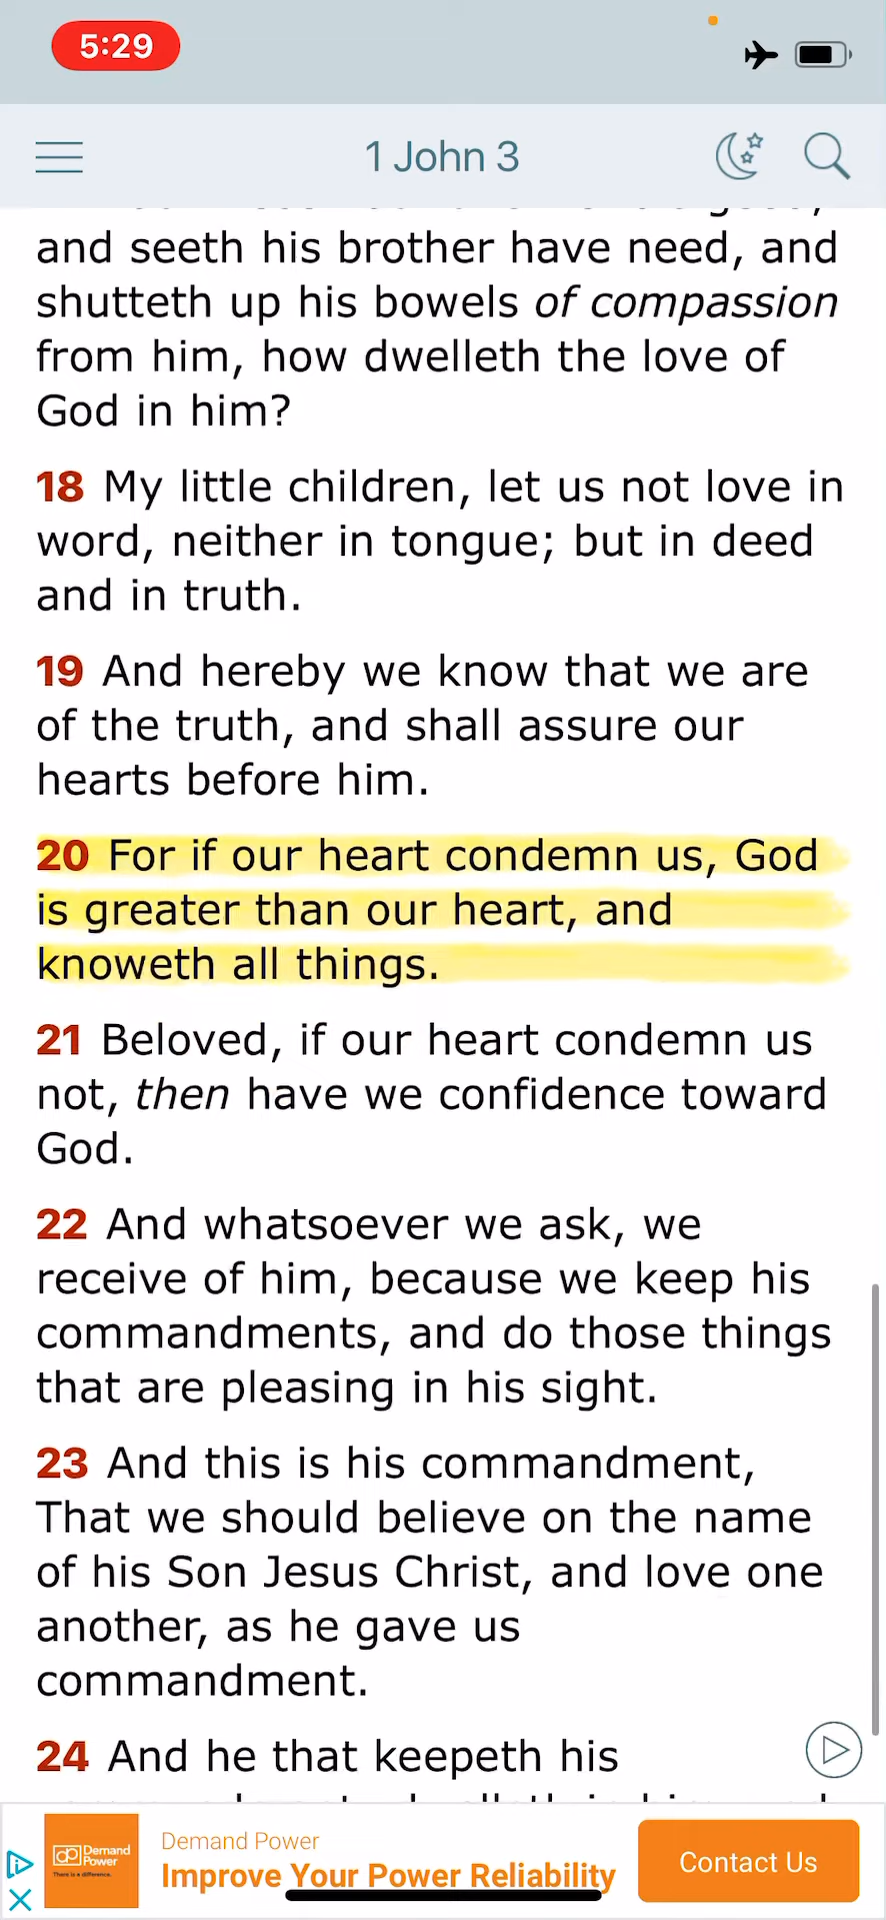 5:29
1 John 3
and seeth his brother have need, and
shutteth up his bowels of compassion
from him, how dwelleth the love of
God in him?
18 My little children, let us not love in
word, neither in tongue; but in deed
and in truth.
19 And hereby we know that we are
of the truth, and shall assure our
hearts before him.
20 For if our heart condemn us, God
is greater than our heart, and
knoweth all things.
21 Beloved, if our heart condemn us
not, then have we confidence toward
God.
22 And whatsoever we ask, we
receive of him, because we keep his
commandments, and do those things
that are pleasing in his sight.
23 And this is his commandment,
That we should believe on the name
of his Son Jesus Christ, and love one
another, as he gave us
commandment.
24 And he that keepeth his
Demand
Power
There is a difference.
Demand Power
Improve Your Power Reliability
Contact Us